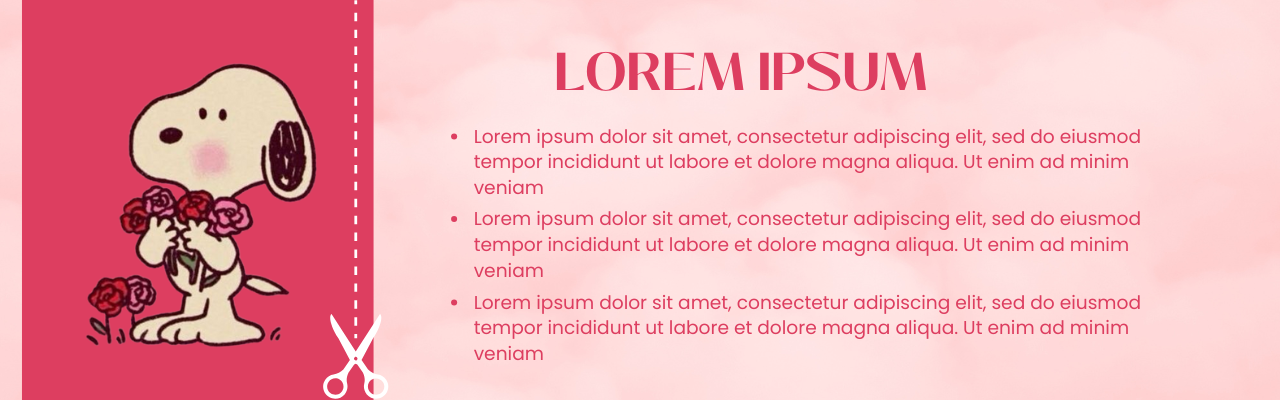 LOREM IPSUM
• Lorem ipsum dolor sit amet, consectetur adipiscing elit, sed do eiusmod
tempor incididunt ut labore et dolore magna aliqua. Ut enim ad minim
veniam
• Lorem ipsum dolor sit amet, consectetur adipiscing elit, sed do eiusmod
tempor incididunt ut labore et dolore magna aliqua. Ut enim ad minim
veniam
• Lorem ipsum dolor sit amet, consectetur adipiscing elit, sed do eiusmod
tempor incididunt ut labore et dolore magna aliqua. Ut enim ad minim
veniam